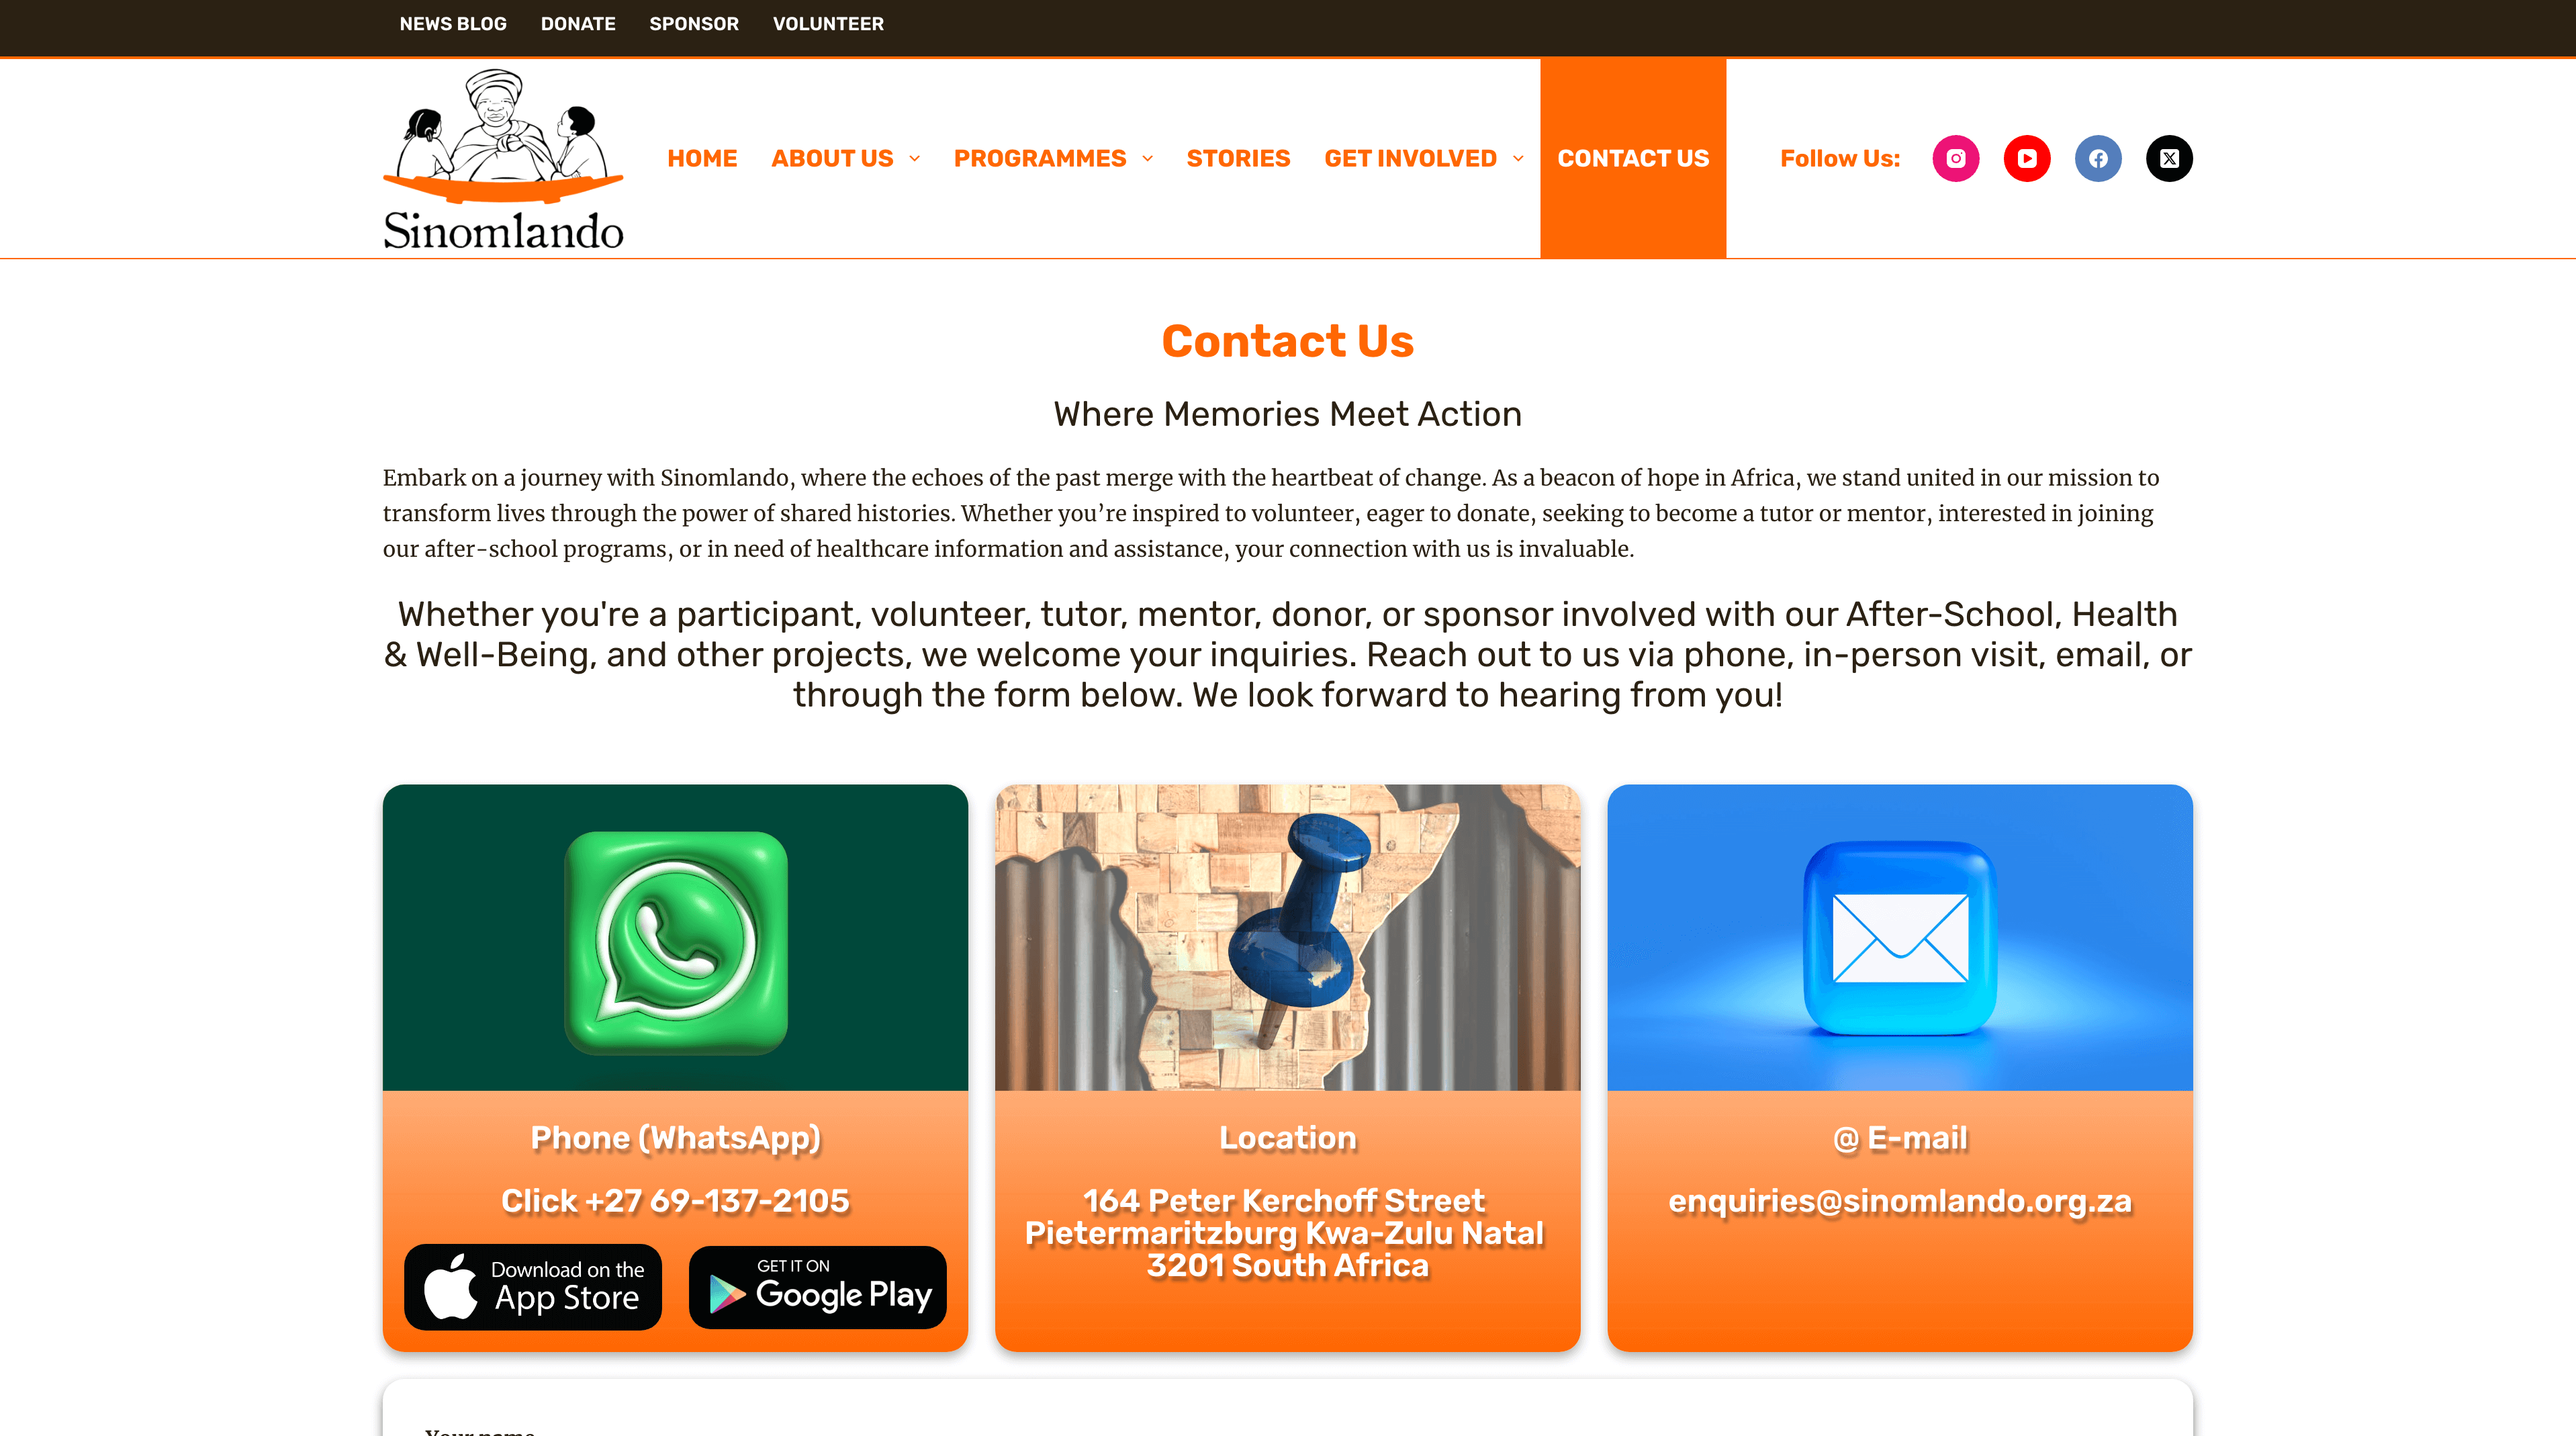 NEWS BLOG DONATE SPONSOR VOLUNTEER
Sinomlando
HOME ABOUT US PROGRAMMES STORIES GET INVOLVED CONTACT US Follow Us:
Contact Us
Where Memories Meet Action
Embark on a journey with Sinomlando, where the echoes of the past merge with the heartbeat of change. As a beacon of hope in Africa, we stand united in our mission to
transform lives through the power of shared histories. Whether you’re inspired to volunteer, eager to donate, seeking to become a tutor or mentor, interested in joining
our after-school programs, or in need of healthcare information and assistance, your connection with us is invaluable.
Whether you're a participant, volunteer, tutor, mentor, donor, or sponsor involved with our After-School, Health
& Well-Being, and other projects, we welcome your inquiries. Reach out to us via phone, in-person visit, email, or
through the form below. We look forward to hearing from you!
Phone (WhatsApp)
Click +27 69-137-2105
Download on the
App Store
GET IT ON
Google Play
Location
164 Peter Kerchoff Street
Pietermaritzburg Kwa-Zulu Natal
3201 South Africa
@ E-mail
enquiries@sinomlando.org.za
Your name